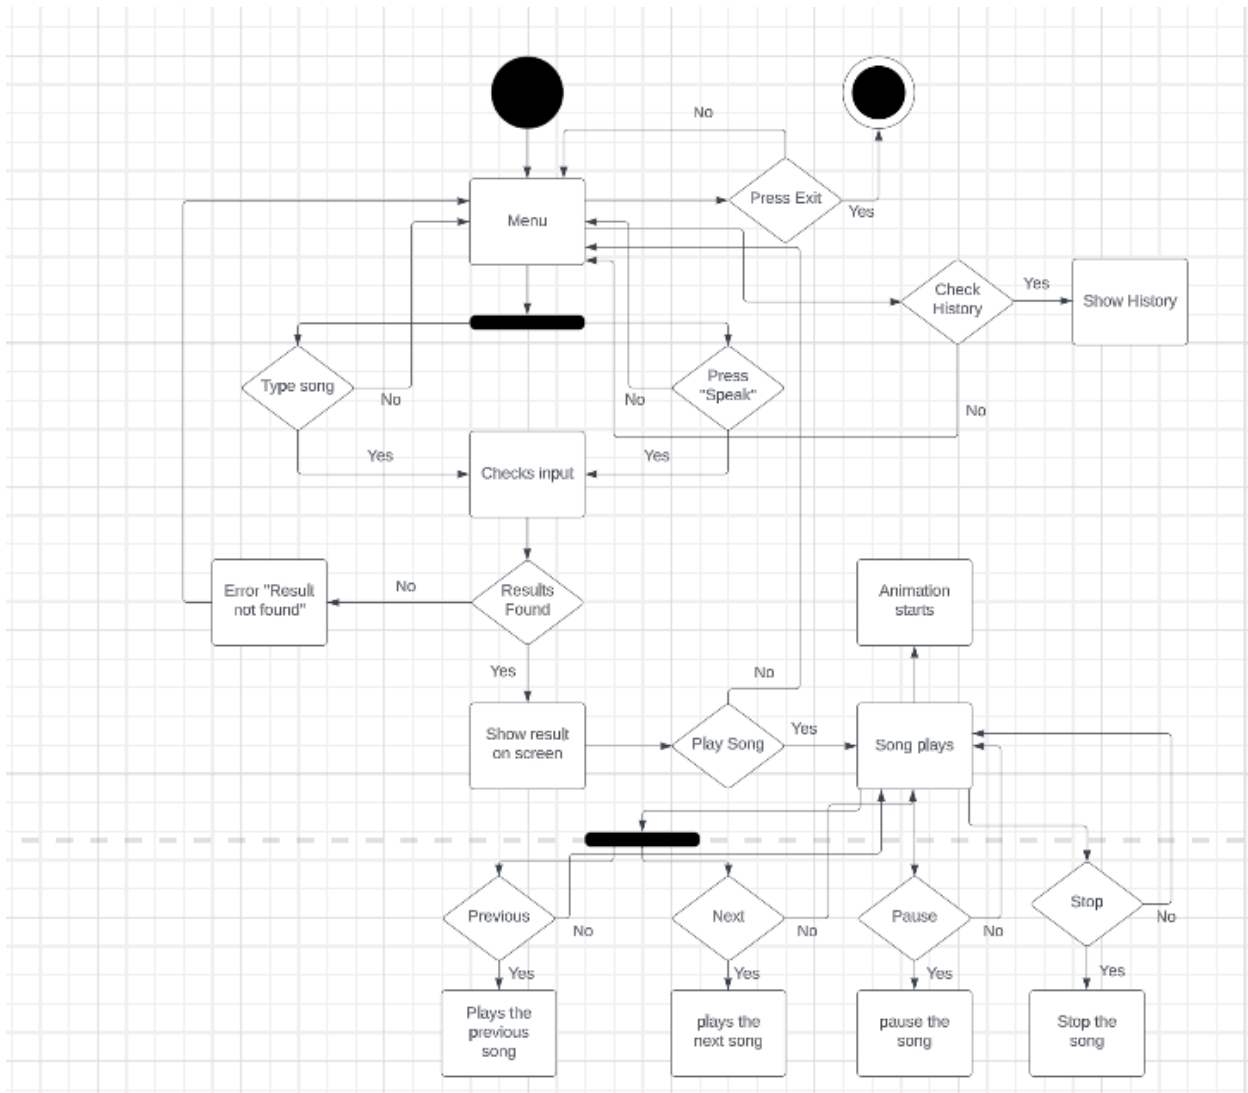 No
Press Exit
Yes
Menu
Check
History
Yes
Show History
No
Type song
No
Press
"Speak"
No
Yes
Checks input
Yes
Error "Result
not found"
No
Results
Found
Animation
starts
Yes
No
Show result
on screen
Play Song
Yes
Song plays
Previous
No
Next
No
Pause
No
Stop
No
Yes
Yes
Yes
Yes
Plays the
previous
song
plays the
next song
pause the
song
Stop the
song